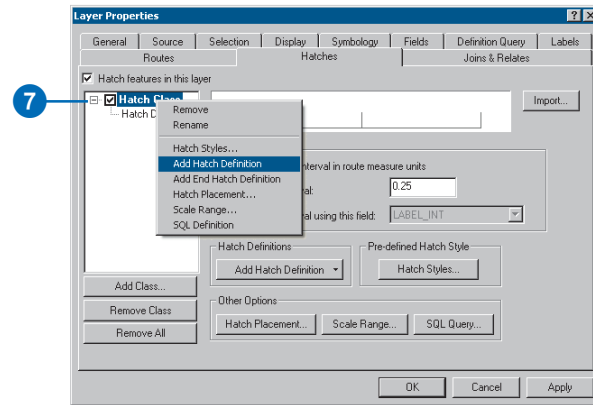 Layer Properties
General Source Selection Display Symbology Fields Definition Query Labels
Routes Hatches Joins & Relates
Hatch features in this layer
7
Hatch Class
Import...
Hatch D
Remove
Rename
Hatch Styles...
Add Hatch Definition
Add End Hatch Definition
Hatch Placement...
Scale Range...
SQL Definition
terval in route measure units
val:
0.25
val using this field:
LABEL_INT
Hatch Definitions
Pre-defined Hatch Style
Add Hatch Definition
Hatch Styles...
Add Class...
Remove Class
Remove All
Other Options
Hatch Placement...
Scale Range...
SQL Query...
OK
Cancel
Apply